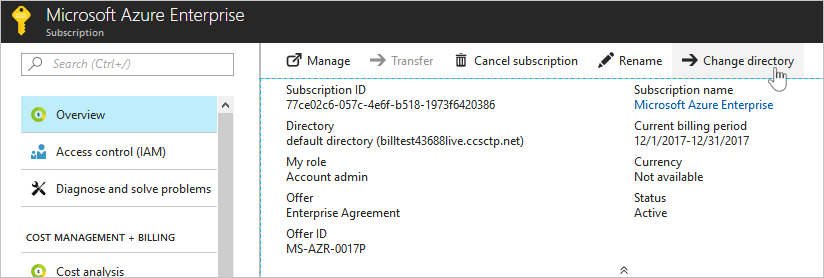 Microsoft Azure Enterprise
Subscription
Search (Ctrl+/)
Overview
Access control (IAM)
Diagnose and solve problems
COST MANAGEMENT + BILLING
Cost analysis
Manage Transfer Cancel subscription Rename Change directory
Subscription ID
77ce02c6-057c-4e6f-b518-1973f6420386
Directory
default directory (billtest43688live.ccsctp.net)
My role
Account admin
Offer
Enterprise Agreement
Offer ID
MS-AZR-0017P
Subscription name
Microsoft Azure Enterprise
Current billing period
12/1/2017-12/31/2017
Currency
Not available
Status
Active